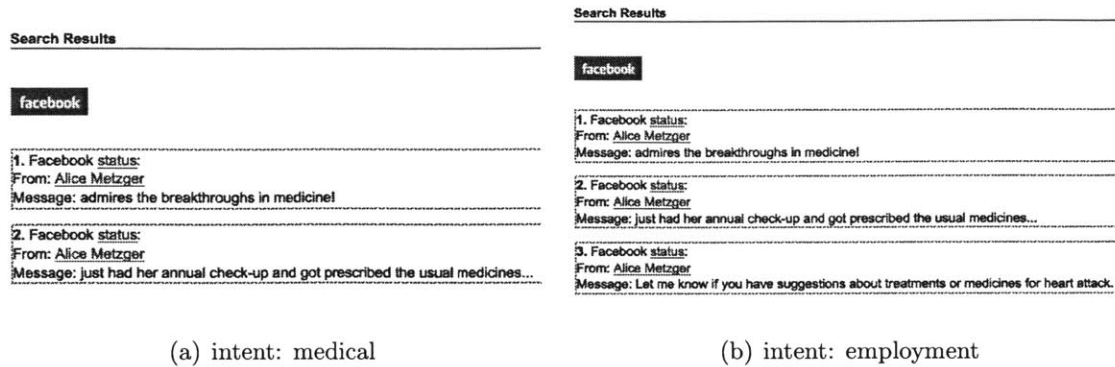 Search Results
facebook
1. Facebook status:
From: Alice Metzger
Message: admires the breakthroughs in medicine!
2. Facebook status:
From: Alice Metzger
Message: just had her annual check-up and got prescribed the usual medicines...
(a) intent: medical
Search Results
facebook
1. Facebook status:
From: Alice Metzger
Message: admires the breakthroughs in medicine!
2. Facebook status:
From: Alice Metzger
Message: just had her annual check-up and got prescribed the usual medicines...
3. Facebook status:
From: Alice Metzger
Message: Let me know if you have suggestions about treatments or medicines for heart attack.
(b) intent: employment